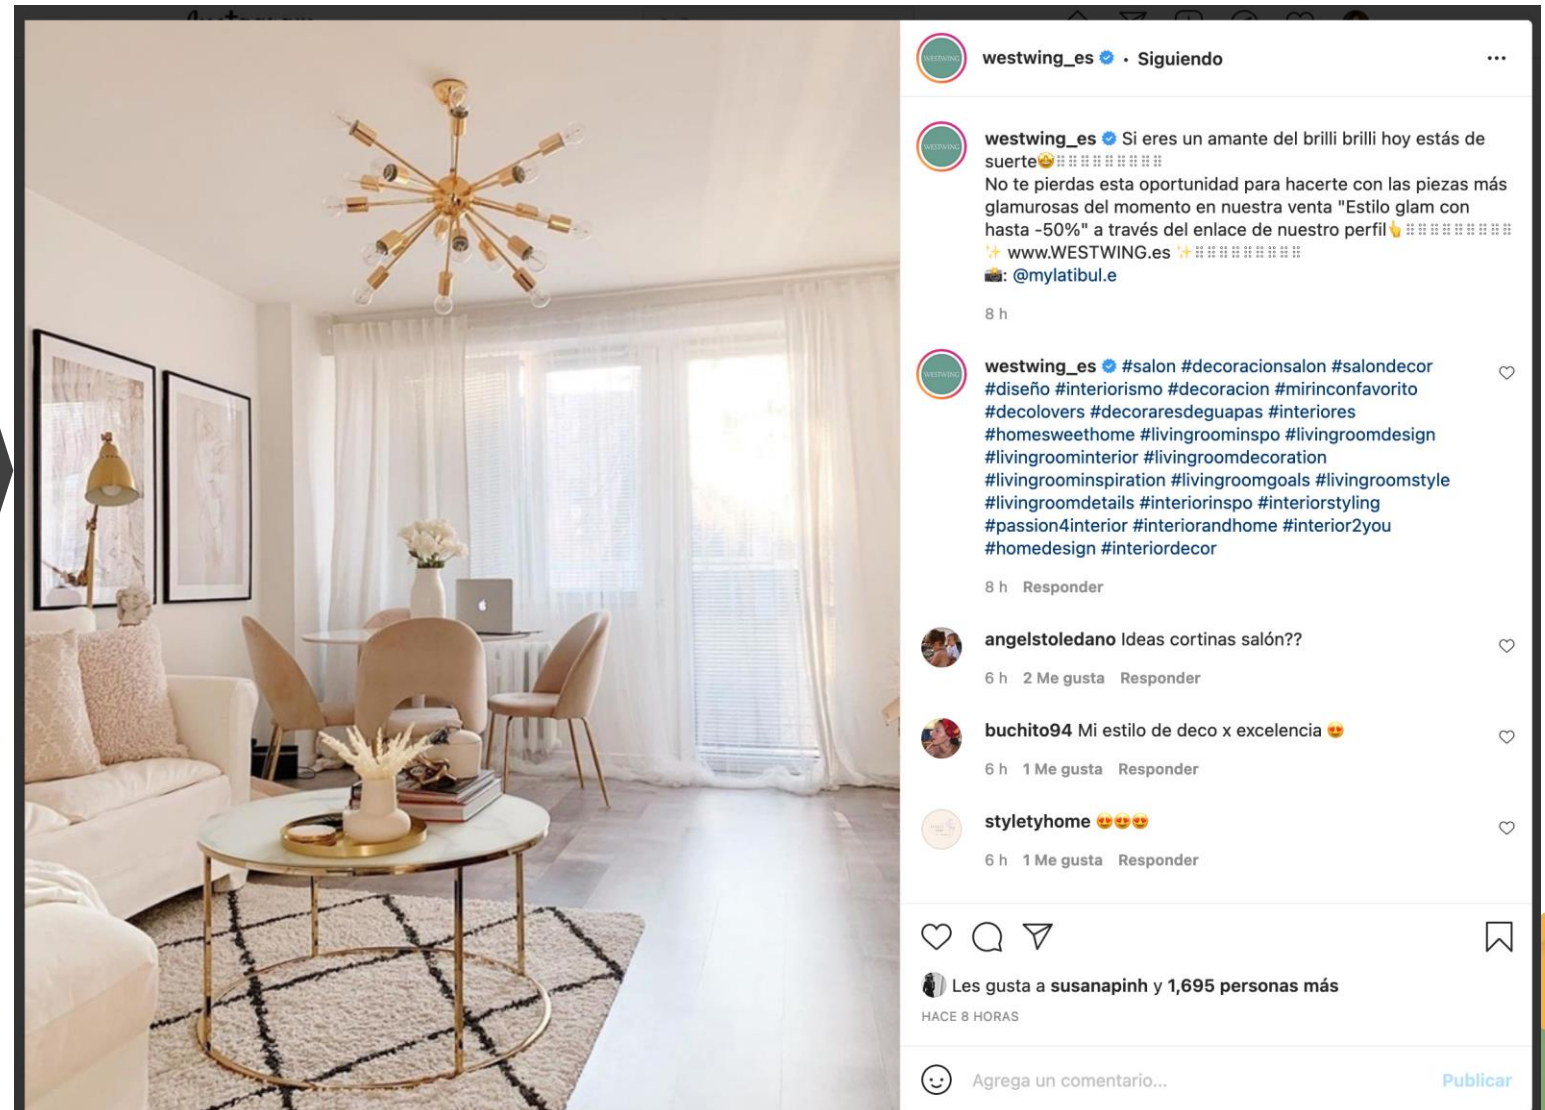 westwing_es • Siguiendo
westwing_es Si eres un amante del brilli brilli hoy estás de
suerte🤩⠿⠿⠿⠿⠿⠿⠿⠿⠿
No te pierdas esta oportunidad para hacerte con las piezas más
glamurosas del momento en nuestra venta "Estilo glam con
hasta -50%" a través del enlace de nuestro perfil👆⠿⠿⠿⠿⠿⠿⠿⠿⠿
✨ www.WESTWING.es ✨⠿⠿⠿⠿⠿⠿⠿⠿⠿
📸: @mylatibul.e
8 h
westwing_es #salon #decoracionsalon #salondecor
#diseño #interiorismo #decoracion #mirinconfavorito
#decolovers #decoraresdeguapas #interiores
#homesweethome #livingroominspo #livingroomdesign
#livingroominterior #livingroomdecoration
#livingroominspiration #livingroomgoals #livingroomstyle
#livingroomdetails #interiorinspo #interiorstyling
#passion4interior #interiorandhome #interior2you
#homedesign #interiordecor
8 h Responder
angelstoledano Ideas cortinas salón??
6 h 2 Me gusta Responder
buchito94 Mi estilo de deco x excelencia 😍
6 h 1 Me gusta Responder
styletyhome 😍😍😍
6 h 1 Me gusta Responder
Les gusta a susanapinh y 1,695 personas más
HACE 8 HORAS
Agrega un comentario...
Publicar
WESTWING
WESTWING
WESTWING